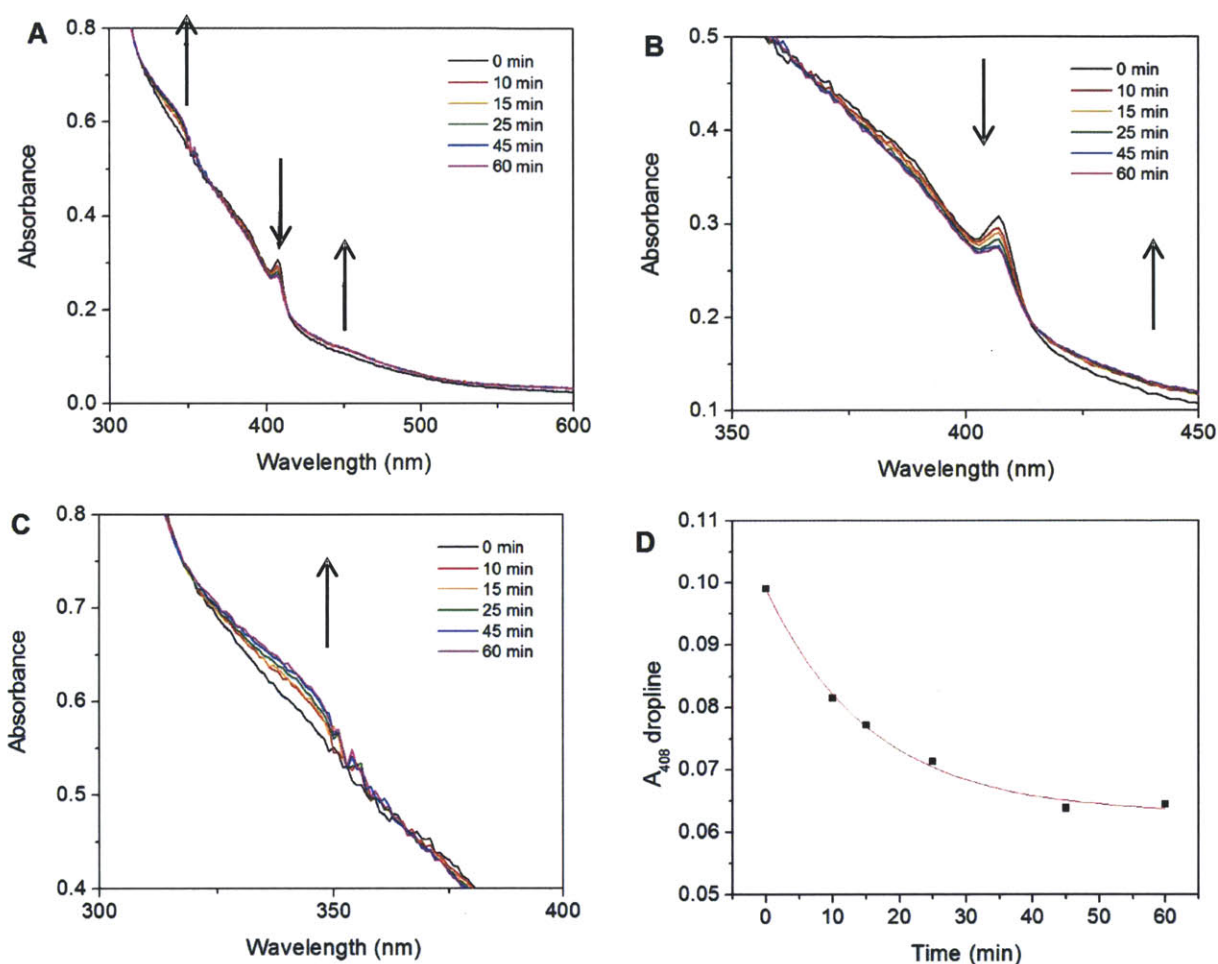 A
0.8
0.6
0.4
0.2
0.0
Absorbance
300
400
500
600
Wavelength (nm)
0 min
10 min
15 min
25 min
45 min
60 min
B
0.5
0.4
0.3
0.2
0.1
Absorbance
350
400
450
Wavelength (nm)
0 min
10 min
15 min
25 min
45 min
60 min
C
0.8
0.7
0.6
0.5
0.4
Absorbance
300
350
400
Wavelength (nm)
0 min
10 min
15 min
25 min
45 min
60 min
D
0.11
0.10
0.09
0.08
0.07
0.06
0.05
A408 dropline
0
10
20
30
40
50
60
Time (min)